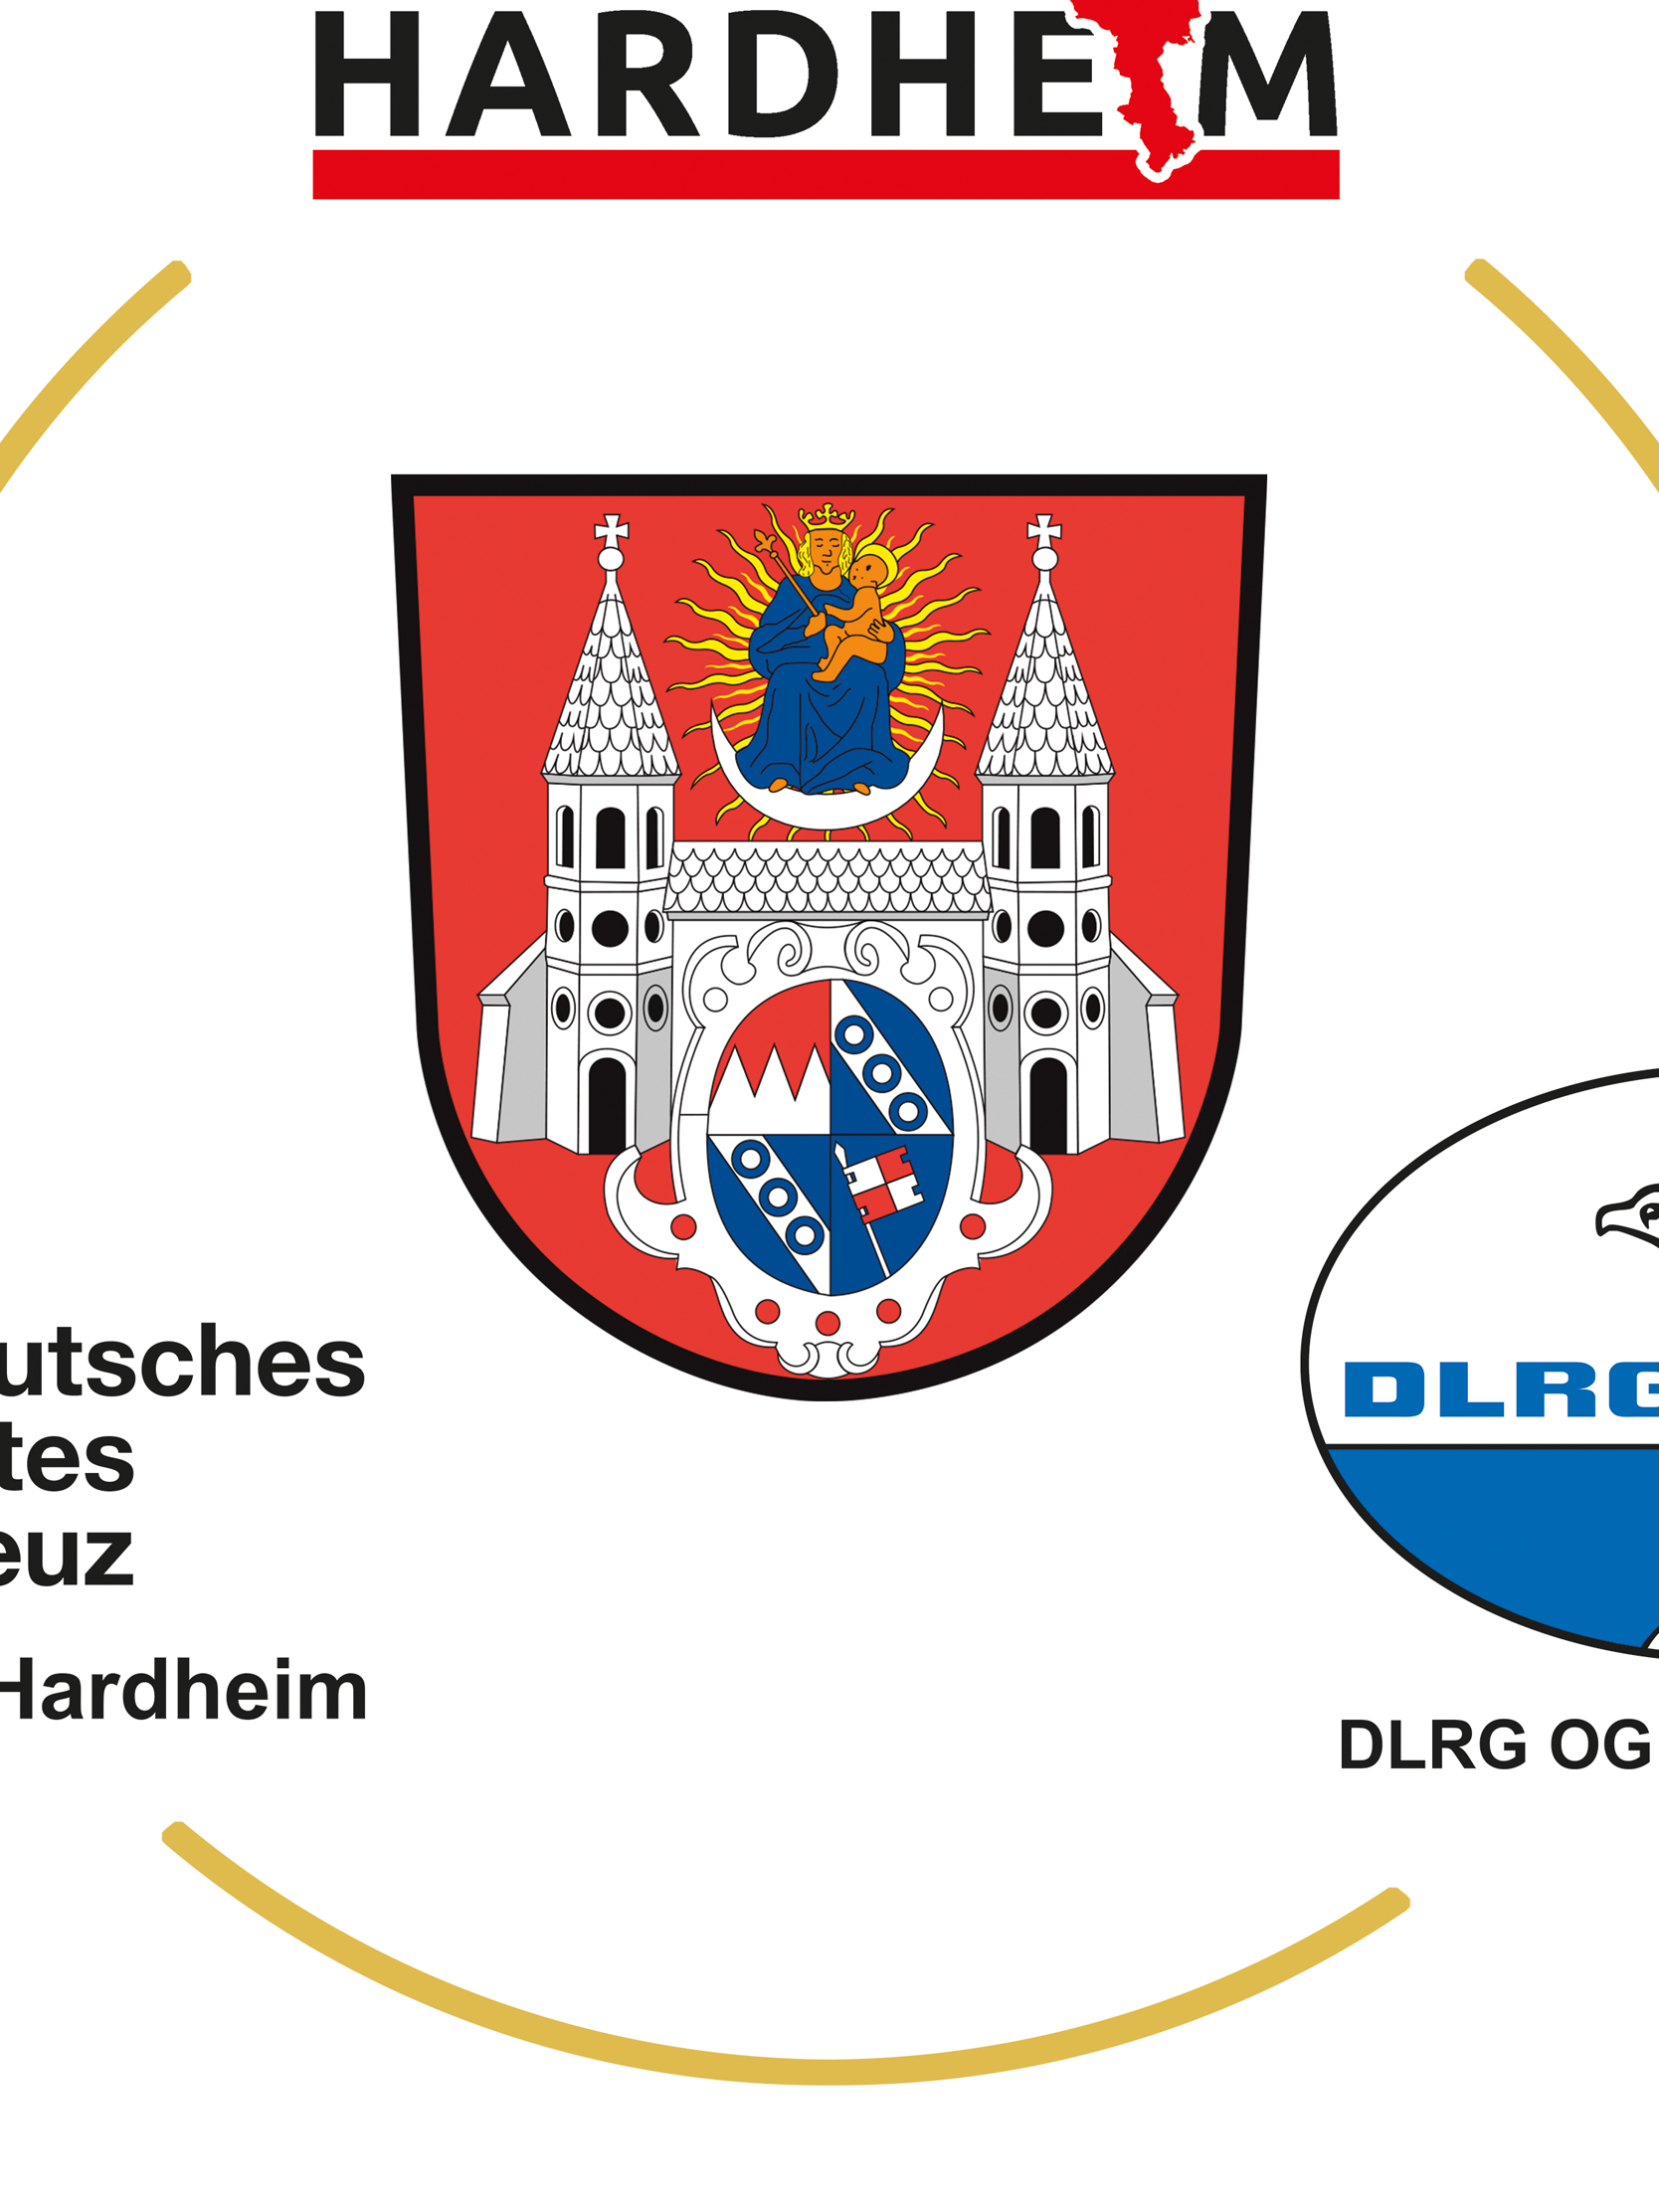 HARDHEIM
utsches
tes
euz
Hardheim
DLRG
DLRG OG